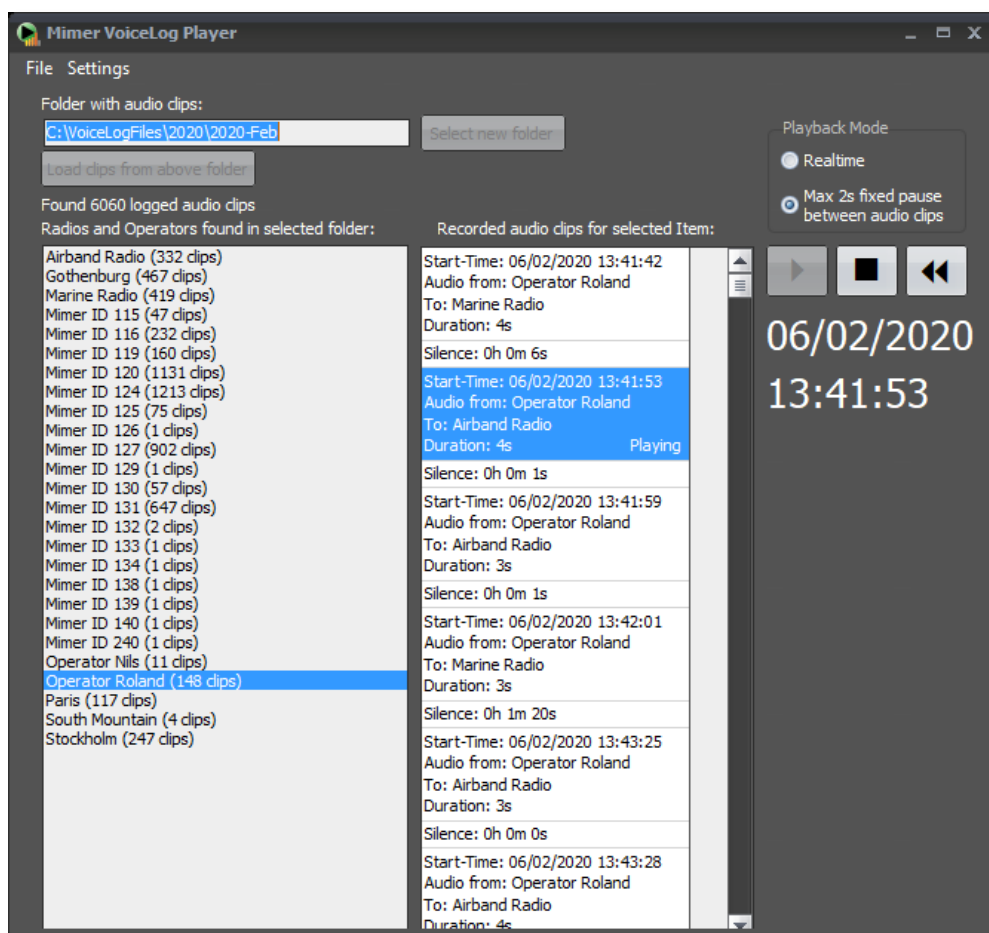 Mimer VoiceLog Player
File Settings
Folder with audio clips:
C:\VoiceLogFiles\2020\2020-Feb
Select new folder
Load clips from above folder
Found 6060 logged audio clips
Radios and Operators found in selected folder:
Airband Radio (332 clips)
Gothenburg (467 clips)
Marine Radio (419 clips)
Mimer ID 115 (47 clips)
Mimer ID 116 (232 clips)
Mimer ID 119 (160 clips)
Mimer ID 120 (1131 clips)
Mimer ID 124 (1213 clips)
Mimer ID 125 (75 clips)
Mimer ID 126 (1 clips)
Mimer ID 127 (902 clips)
Mimer ID 129 (1 clips)
Mimer ID 130 (57 clips)
Mimer ID 131 (647 clips)
Mimer ID 132 (2 clips)
Mimer ID 133 (1 clips)
Mimer ID 134 (1 clips)
Mimer ID 138 (1 clips)
Mimer ID 139 (1 clips)
Mimer ID 140 (1 clips)
Mimer ID 240 (1 clips)
Operator Nils (11 clips)
Operator Roland (148 clips)
Paris (117 clips)
South Mountain (4 clips)
Stockholm (247 clips)
Recorded audio clips for selected Item:
Start-Time: 06/02/2020 13:41:42
Audio from: Operator Roland
To: Marine Radio
Duration: 4s
Silence: 0h 0m 6s
Start-Time: 06/02/2020 13:41:53
Audio from: Operator Roland
To: Airband Radio
Duration: 4s Playing
Silence: 0h 0m 1s
Start-Time: 06/02/2020 13:41:59
Audio from: Operator Roland
To: Airband Radio
Duration: 3s
Silence: 0h 0m 1s
Start-Time: 06/02/2020 13:42:01
Audio from: Operator Roland
To: Marine Radio
Duration: 3s
Silence: 0h 1m 20s
Start-Time: 06/02/2020 13:43:25
Audio from: Operator Roland
To: Airband Radio
Duration: 3s
Silence: 0h 0m 0s
Start-Time: 06/02/2020 13:43:28
Audio from: Operator Roland
To: Airband Radio
Duration: 4s
Playback Mode
Realtime
Max 2s fixed pause
between audio clips
06/02/2020
13:41:53